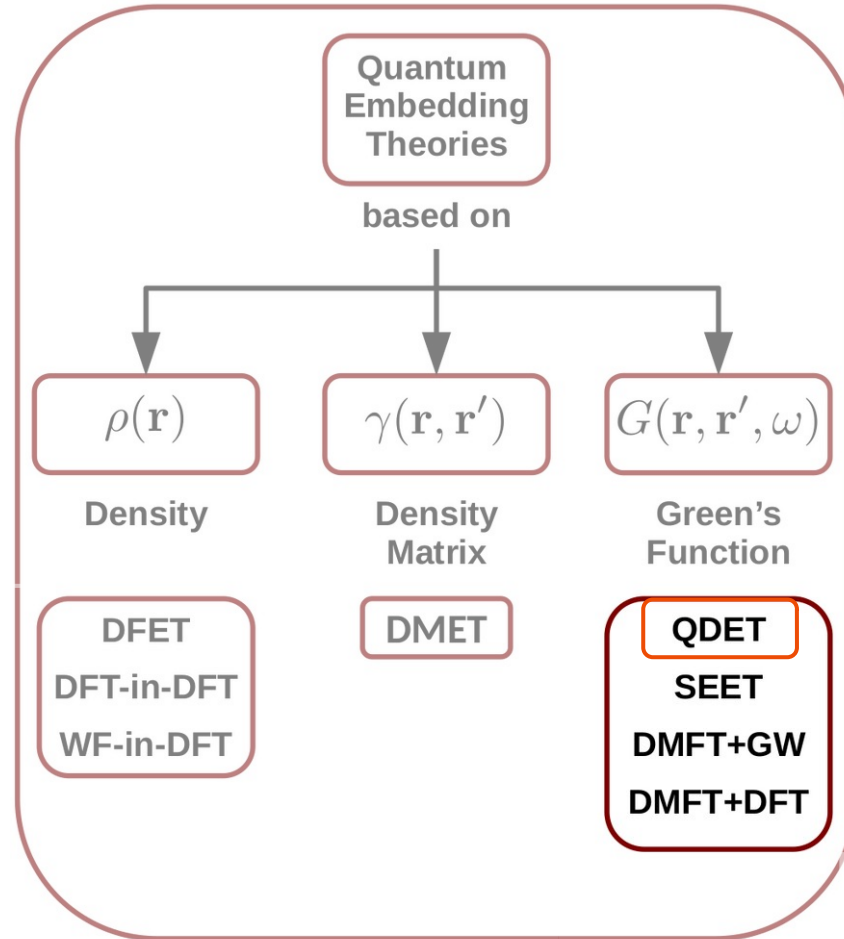 Quantum
Embedding
Theories
based on
ρ(r)
γ(r, r′)
G(r, r′, ω)
Density
Density
Matrix
Green's
Function
DFET
DFT-in-DFT
WF-in-DFT
DMET
QDET
SEET
DMFT+GW
DMFT+DFT